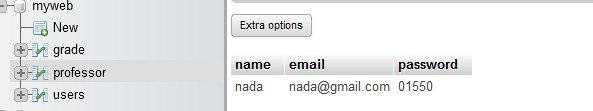 myweb
New
grade
professor
users
Extra options
name email password
nada nada@gmail.com 01550